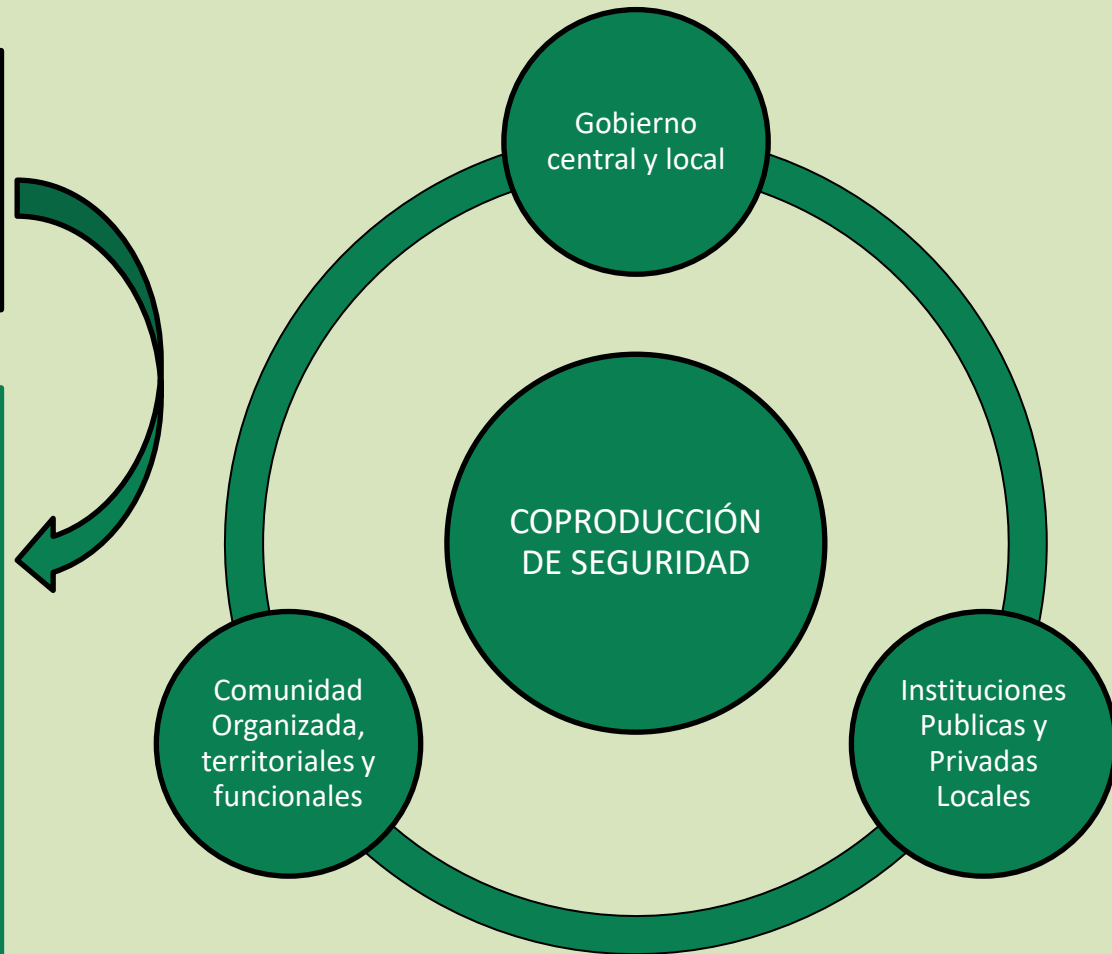 Gobierno
central y local
COPRODUCCIÓN
DE SEGURIDAD
Comunidad
Organizada,
territoriales y
funcionales
Instituciones
Publicas y
Privadas
Locales